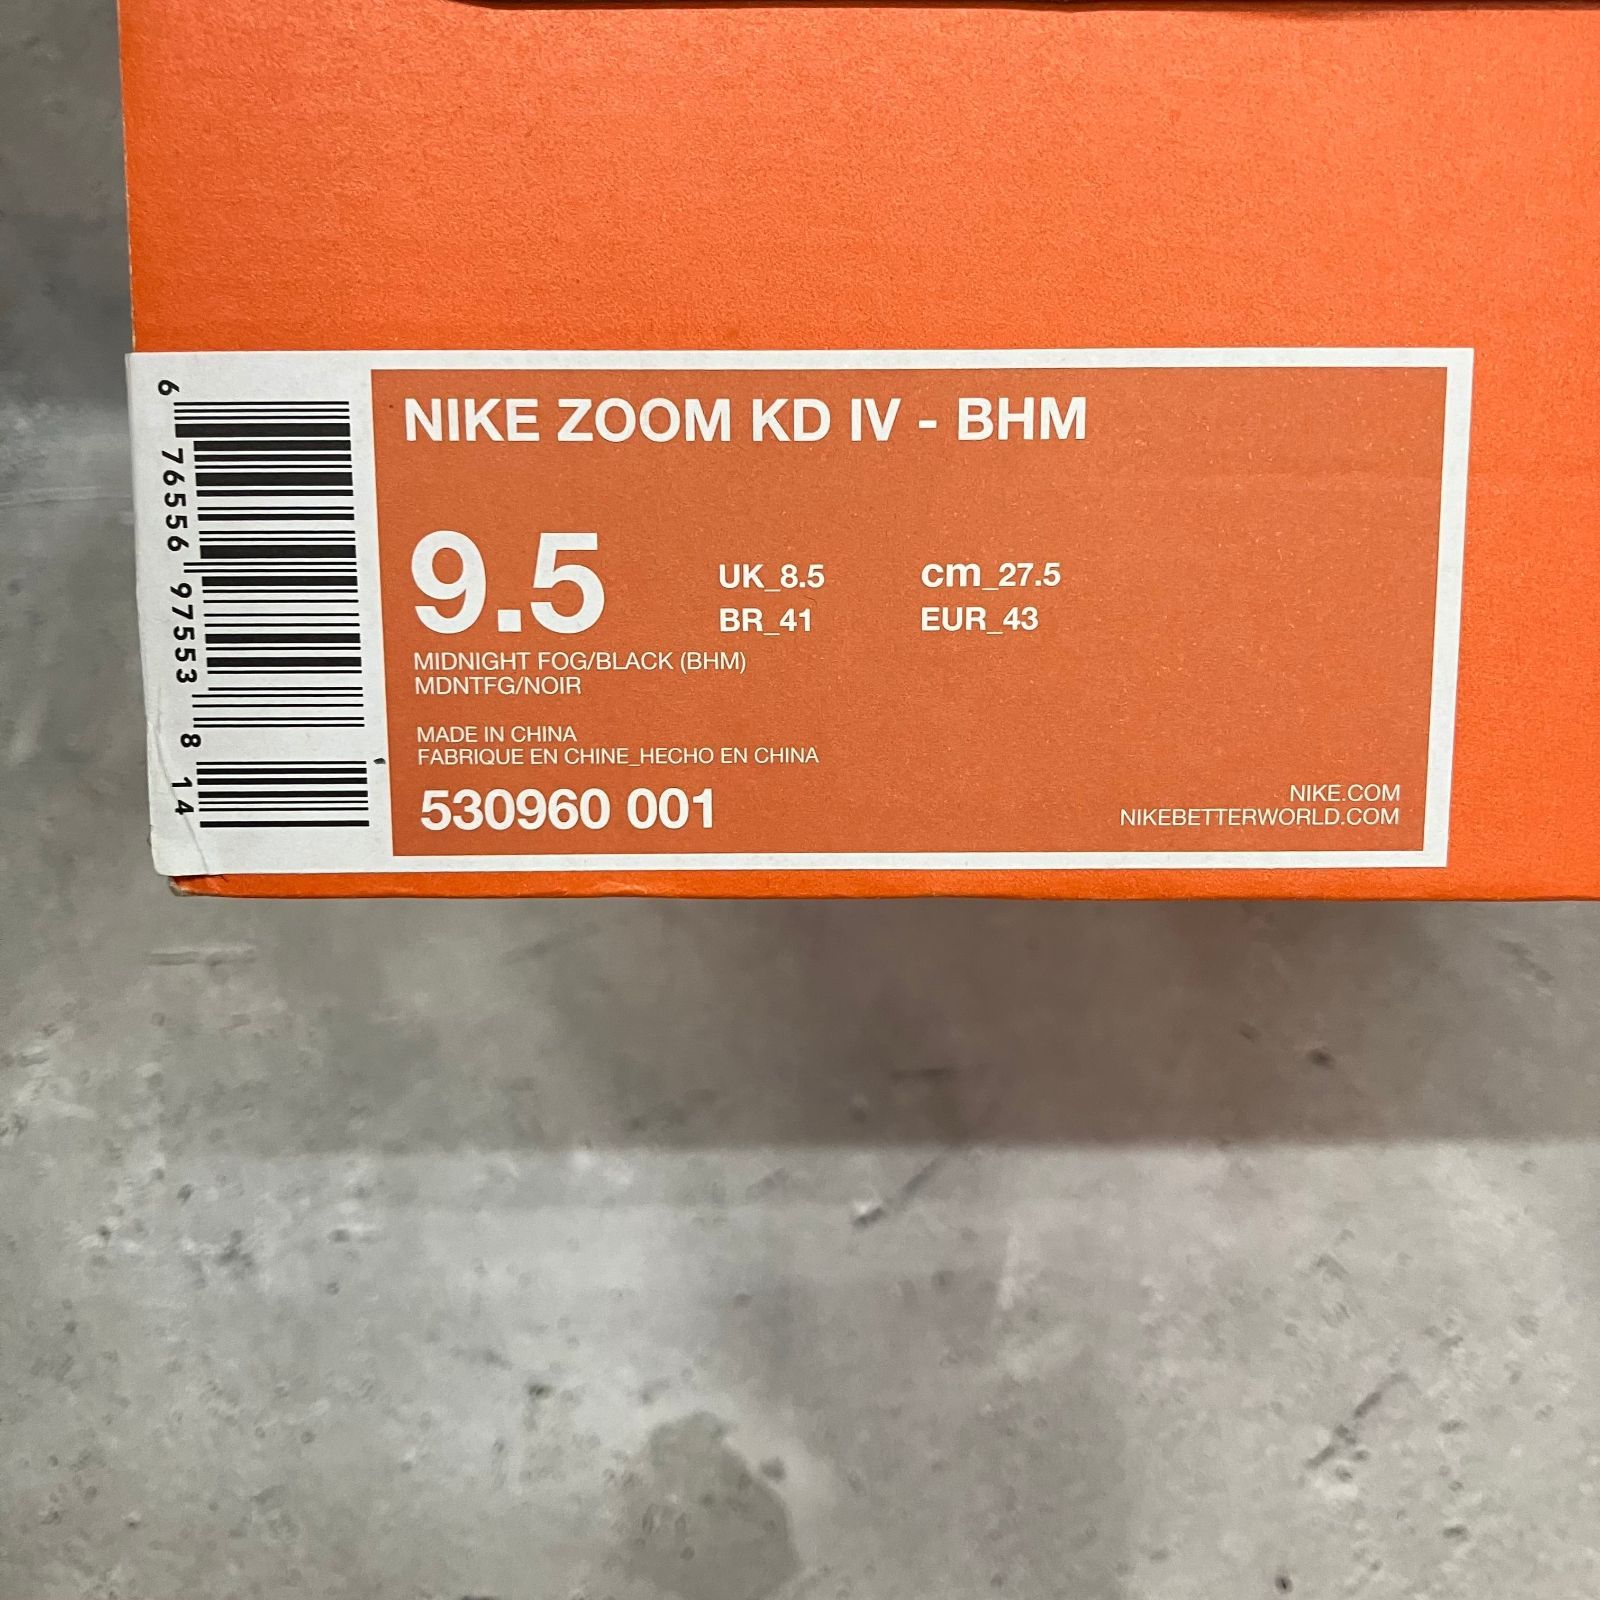 6 76556 97553 8 14
NIKE ZOOM KD IV - BHM
9.5
UK_8.5 cm_27.5
BR_41 EUR_43
MIDNIGHT FOG/BLACK (BHM)
MDNTFG/NOIR
MADE IN CHINA
FABRIQUE EN CHINE_HECHO EN CHINA
530960 001
NIKE.COM
NIKEBETTERWORLD.COM